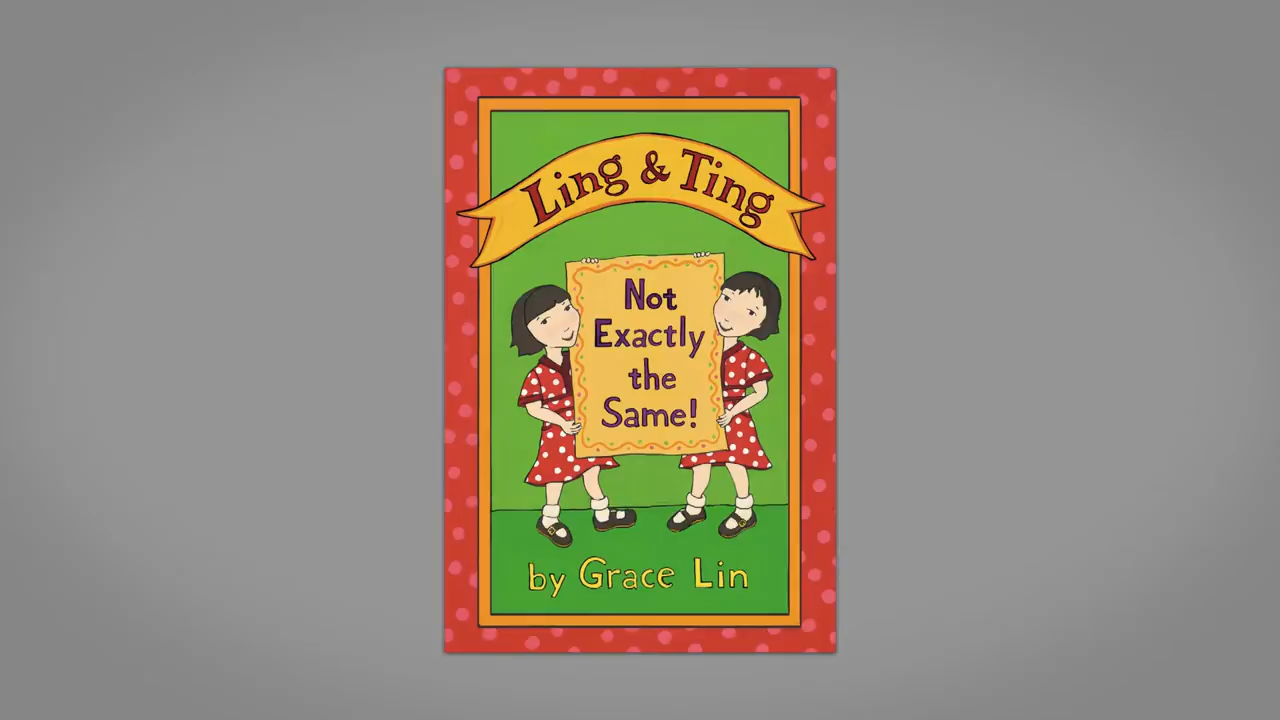 Ling & Ting
Not
Exactly
the
Same!
by Grace Lin